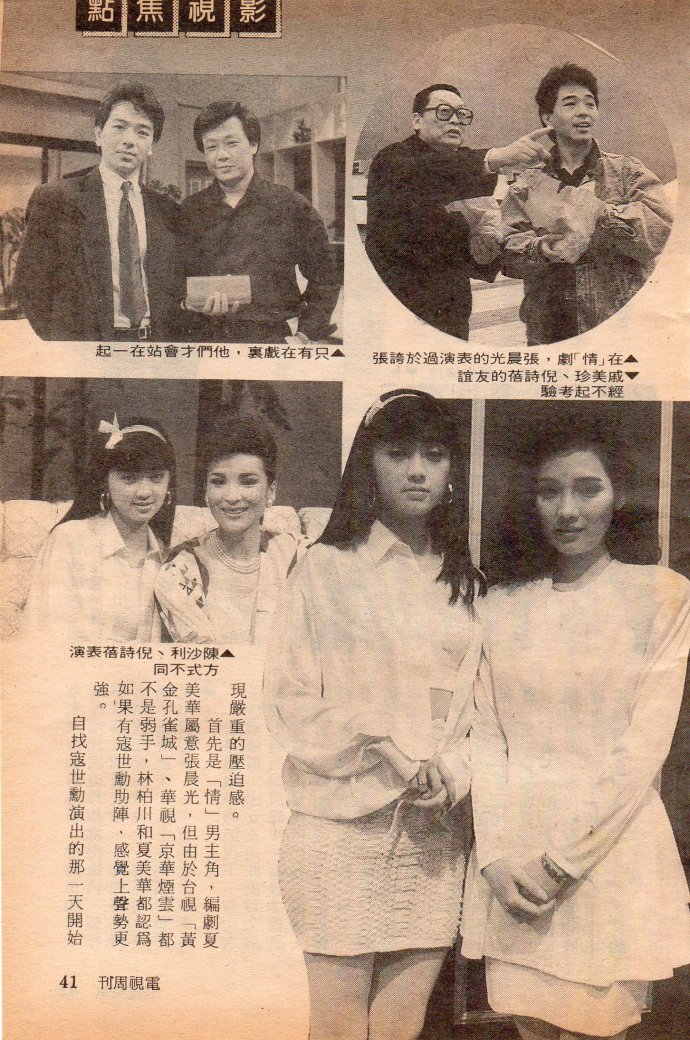 影視焦點
▲只有在戲裏，他們才會站在一起
▲在「情」劇，張晨光的表演過於誇張
▼戚美珍、倪詩蓓的友誼
經不起考驗
▲陳沙利、倪詩蓓表演
方式不同
現嚴重的壓迫感。
首先是「情」男主角，編劇夏
美華屬意張晨光，但由於台視「黃
金孔雀城」、華視「京華煙雲」都
不是弱手，林柏川和夏美華都認爲
如果有寇世勳助陣，感覺上聲勢更
強。
自找寇世勳演出的那一天開始
電視周刊 41